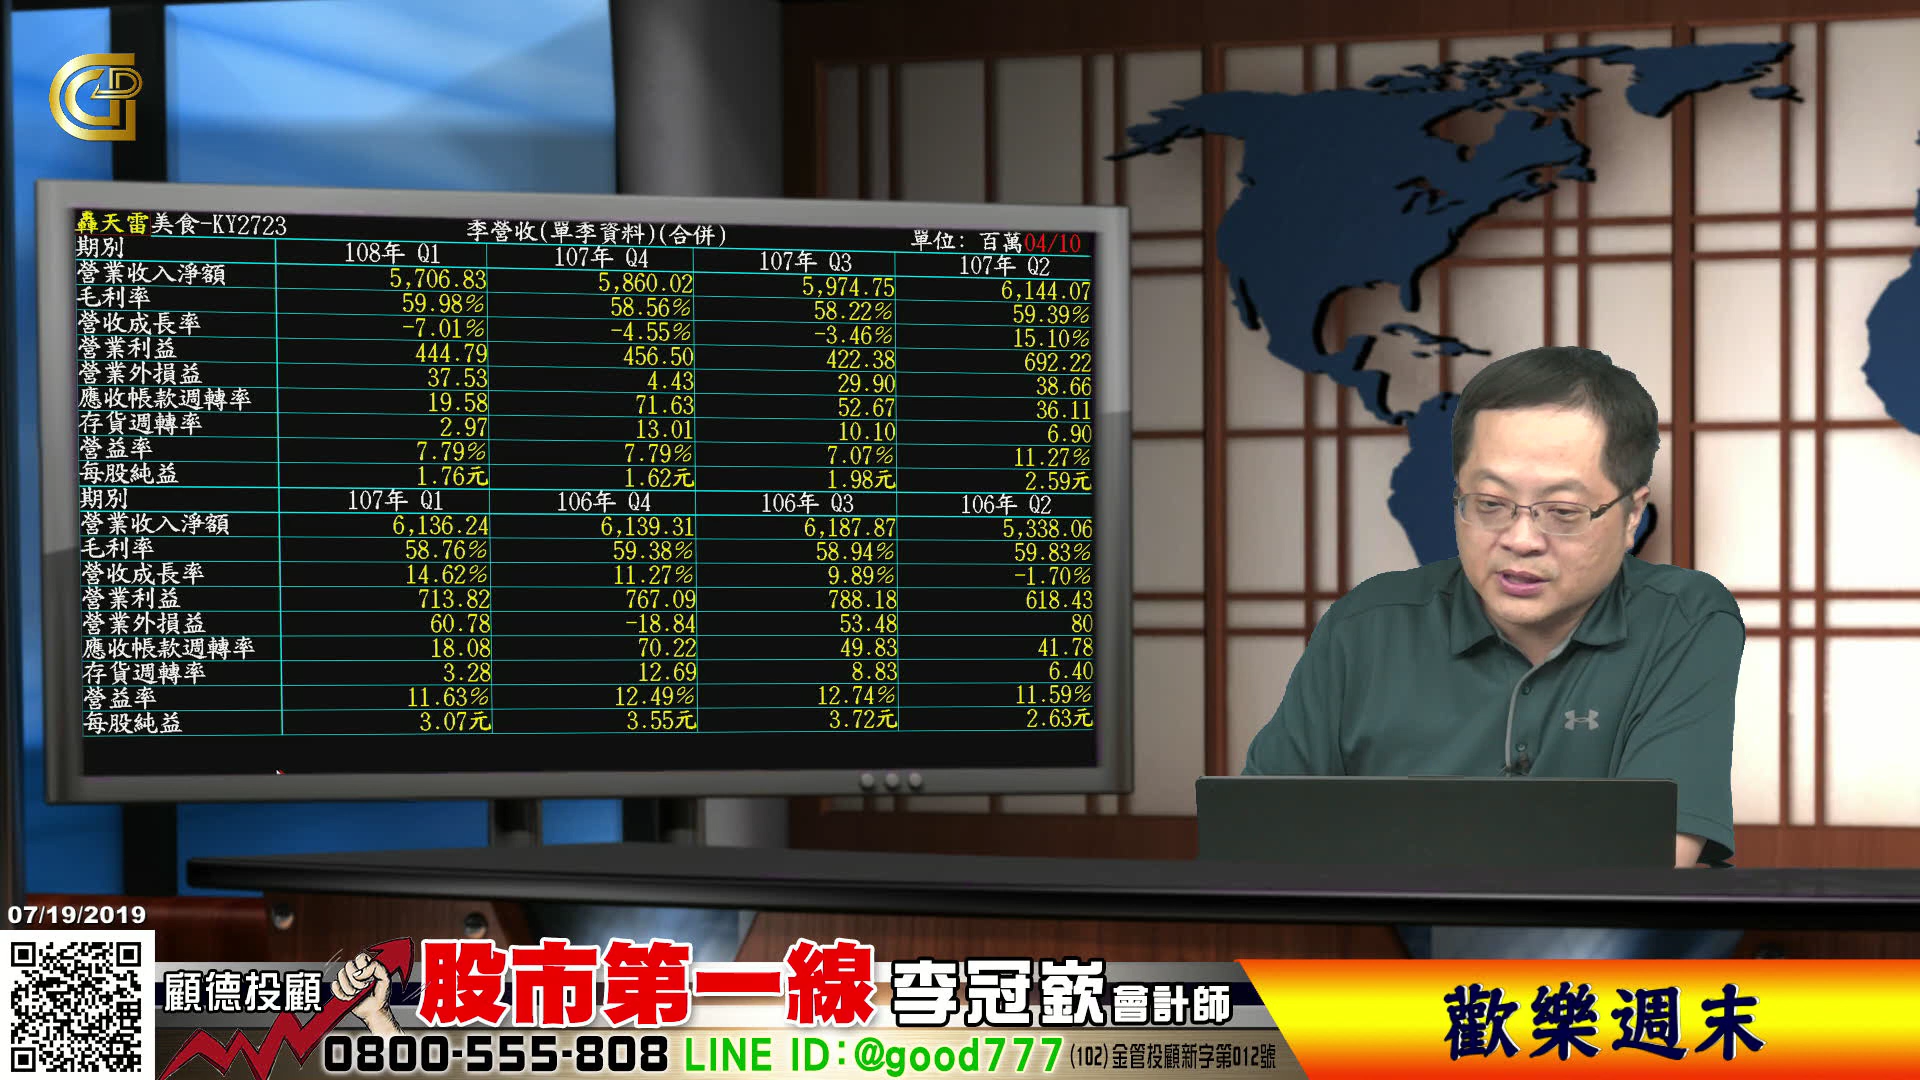 GD
轟天雷美食-KY2723 季營收(單季資料)(合併) 單位: 百萬04/10
期別 108年 Q1 107年 Q4 107年 Q3 107年 Q2
營業收入淨額 5,706.83 5,860.02 5,974.75 6,144.07
毛利率 59.98% 58.56% 58.22% 59.39%
營收成長率 -7.01% -4.55% -3.46% 15.10%
營業利益 444.79 456.50 422.38 692.22
營業外損益 37.53 4.43 29.90 38.66
應收帳款週轉率 19.58 71.63 52.67 36.11
存貨週轉率 2.97 13.01 10.10 6.90
營益率 7.79% 7.79% 7.07% 11.27%
每股純益 1.76元 1.62元 1.98元 2.59元
期別 107年 Q1 106年 Q4 106年 Q3 106年 Q2
營業收入淨額 6,136.24 6,139.31 6,187.87 5,338.06
毛利率 58.76% 59.38% 58.94% 59.83%
營收成長率 14.62% 11.27% 9.89% -1.70%
營業利益 713.82 767.09 788.18 618.43
營業外損益 60.78 -18.84 53.48 80
應收帳款週轉率 18.08 70.22 49.83 41.78
存貨週轉率 3.28 12.69 8.83 6.40
營益率 11.63% 12.49% 12.74% 11.59%
每股純益 3.07元 3.55元 3.72元 2.63元
07/19/2019
顧德投顧 股市第一線 李冠嶔會計師
0800-555-808 LINE ID:@good777 (102)金管投顧新字第012號
歡樂週末